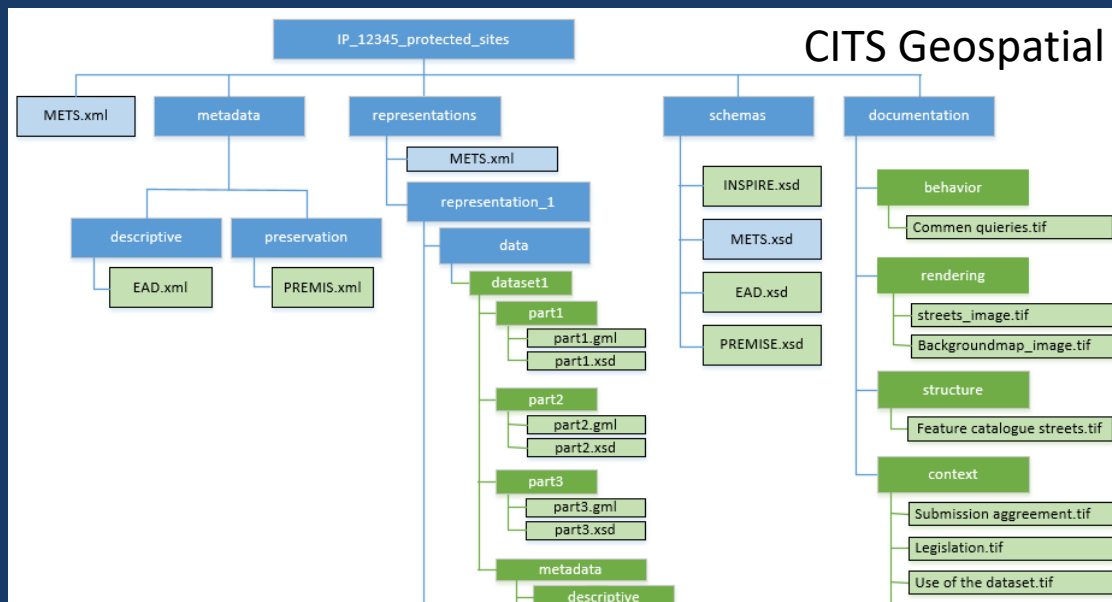 CITS Geospatial
IP_12345_protected_sites
METS.xml
metadata
representations
schemas
documentation
METS.xml
representation_1
data
descriptive
preservation
EAD.xml
PREMIS.xml
dataset1
part1
part1.gml
part1.xsd
part2
part2.gml
part2.xsd
part3
part3.gml
part3.xsd
metadata
descriptive
INSPIRE.xsd
METS.xsd
EAD.xsd
PREMISE.xsd
behavior
Commen quieries.tif
rendering
streets_image.tif
Backgroundmap_image.tif
structure
Feature catalogue streets.tif
context
Submission aggreement.tif
Legislation.tif
Use of the dataset.tif